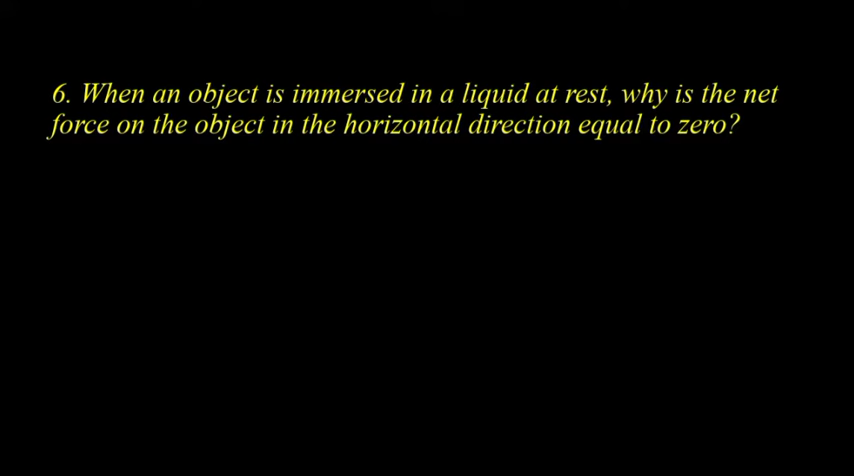 6. When an object is immersed in a liquid at rest, why is the net
force on the object in the horizontal direction equal to zero?